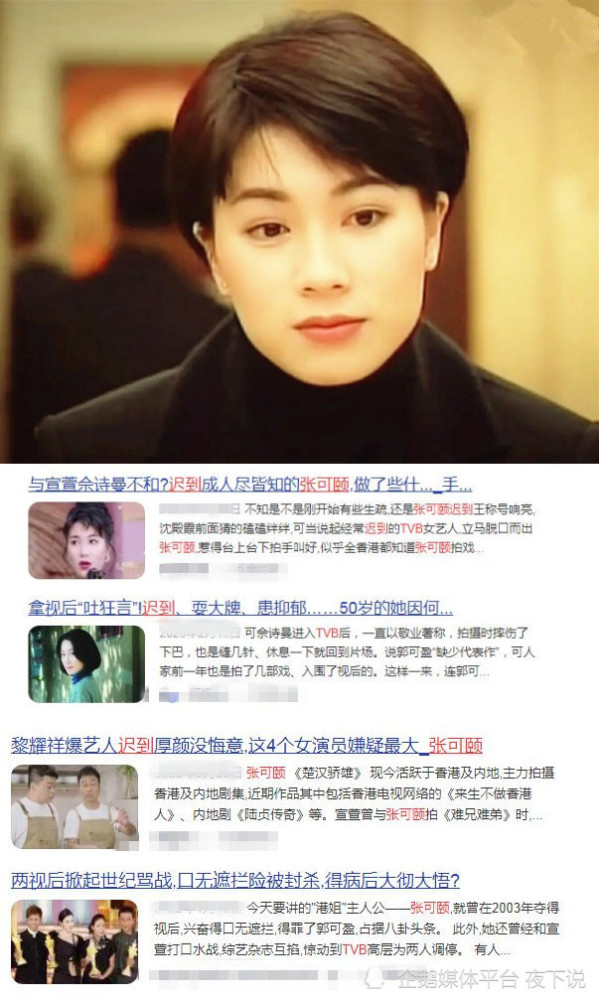 与宣萱佘诗曼不和?迟到成人尽皆知的张可颐,做了些什..._手...
日 不知是不是刚开始有些生疏,还是张可颐迟到王称号响亮,
沈殿霞前面猜的磕磕绊绊,可当说起经常迟到的TVB女艺人,立马脱口而出
张可颐,惹得台上台下拍手叫好,似乎全香港都知道张可颐拍戏...
拿视后“吐狂言”!迟到、耍大牌、患抑郁……50岁的她因何...
可佘诗曼进入TVB后，一直以敬业著称，拍摄时摔伤了
下巴，也是缝几针、休息一下就回到片场。说郭可盈“缺少代表作”，可人
家前一年也是拍了几部戏、入围了视后的。这样一来，连郭可...
黎耀祥爆艺人迟到厚颜没悔意,这4个女演员嫌疑最大_张可颐
张可颐 《楚汉骄雄》 现今活跃于香港及内地,主力拍摄
香港及内地剧集,近期作品其中包括香港电视网络的《来生不做香港
人》、内地剧《陆贞传奇》等。宣萱曾与张可颐拍《难兄难弟》时,...
两视后掀起世纪骂战,口无遮拦险被封杀,得病后大彻大悟?
今天要讲的"港姐"主人公——张可颐,就曾在2003年夺得
视后,兴奋得口无遮拦,得罪了郭可盈,占据八卦头条。 此外,她还曾经和宣
萱打口水战,综艺杂志互掐,惊动到TVB高层为两人调停。 有人...
企鹅媒体平台 夜下说